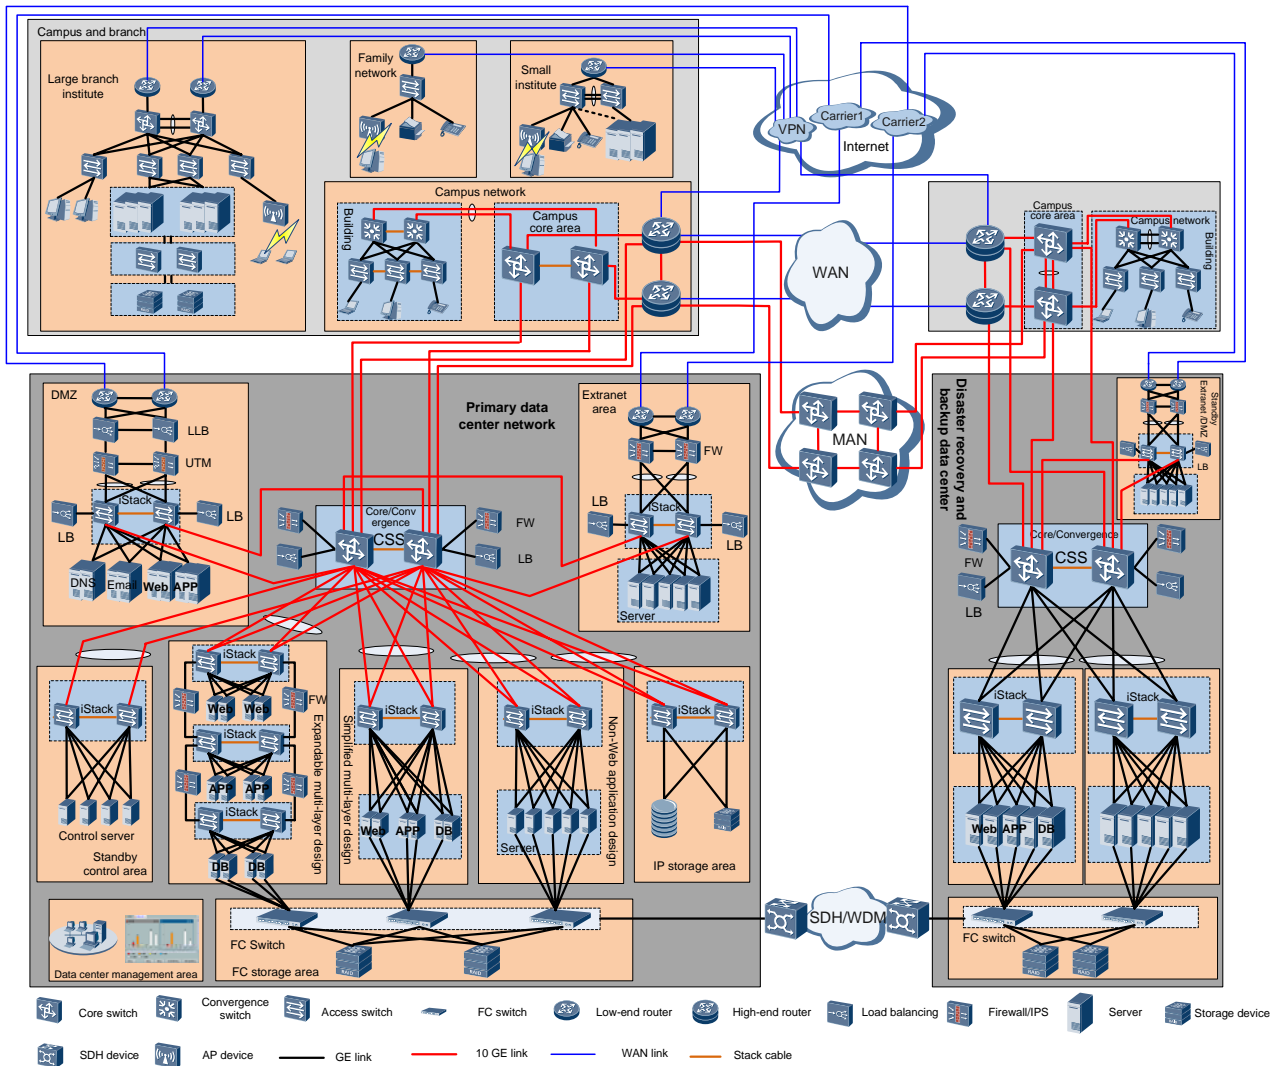 Campus and branch
Large branch
institute
Family
network
Small
institute
VPN
Carrier1
Carrier2
Internet
Campus network
Building
Campus
core area
WAN
Campus
core area
Campus network
Building
DMZ
LLB
UTM
iStack
LB
LB
DNS
Email
Web
APP
Primary data
center network
Core/Conv
ergence
CSS
FW
LB
Extranet
area
FW
iStack
LB
LB
Server
MAN
Disaster recovery and
backup data center
Standby
Extranet /DMZ
LB
Core/Convergence
CSS
FW
LB
iStack
Control server
Standby
control area
iStack
Web
Web
FW
iStack
APP
APP
iStack
DB
DB
Expandable multi-layer design
iStack
Web
APP
DB
Simplified multi-layer design
iStack
Server
Non-Web application design
iStack
IP storage area
iStack
Web
APP
DB
iStack
Data center management area
FC Switch
RAID
RAID
FC storage area
SDH/WDM
FC switch
RAID
RAID
Core switch
Convergence
switch
Access switch
FC switch
Low-end router
High-end router
Load balancing
Firewall/IPS
Server
Storage device
SDH device
AP device
GE link
10 GE link
WAN link
Stack cable